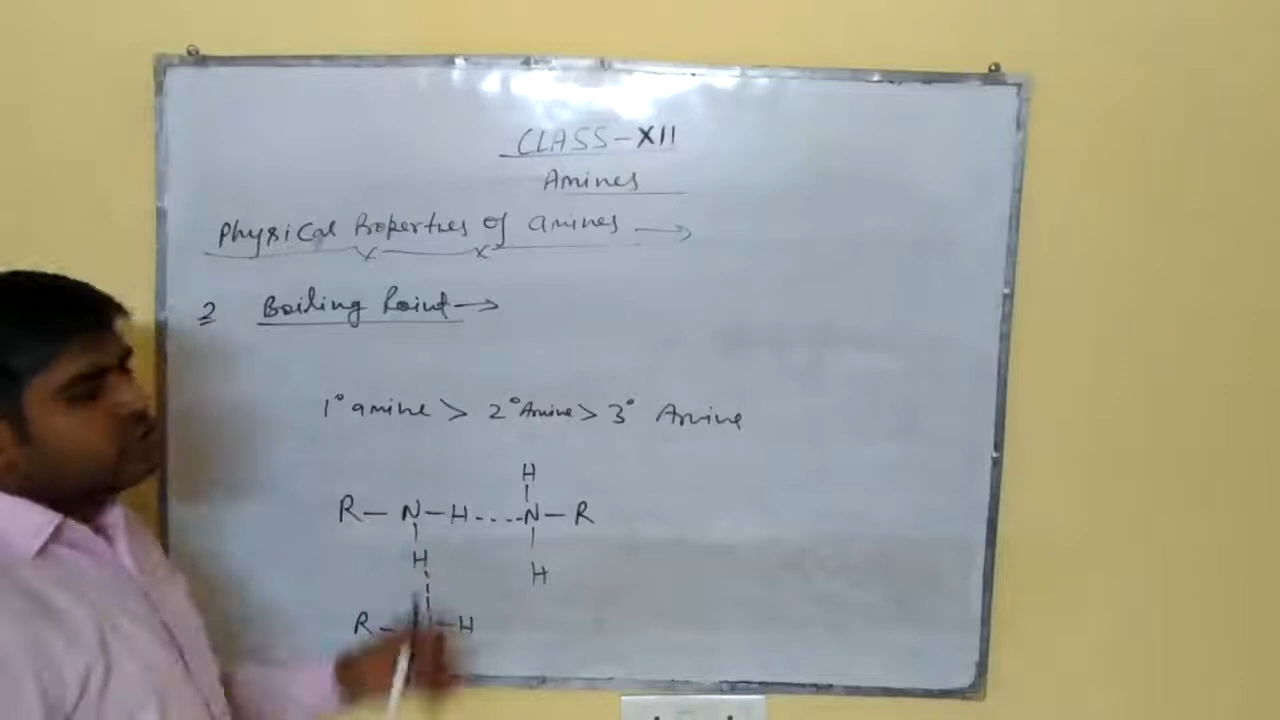 CLASS-XII
Amines
Physical Properties of amines →
2 Boiling Point →
1° amine > 2° Amine > 3° Amine
H
R — N — H ---- N — R
H
H
R — — H